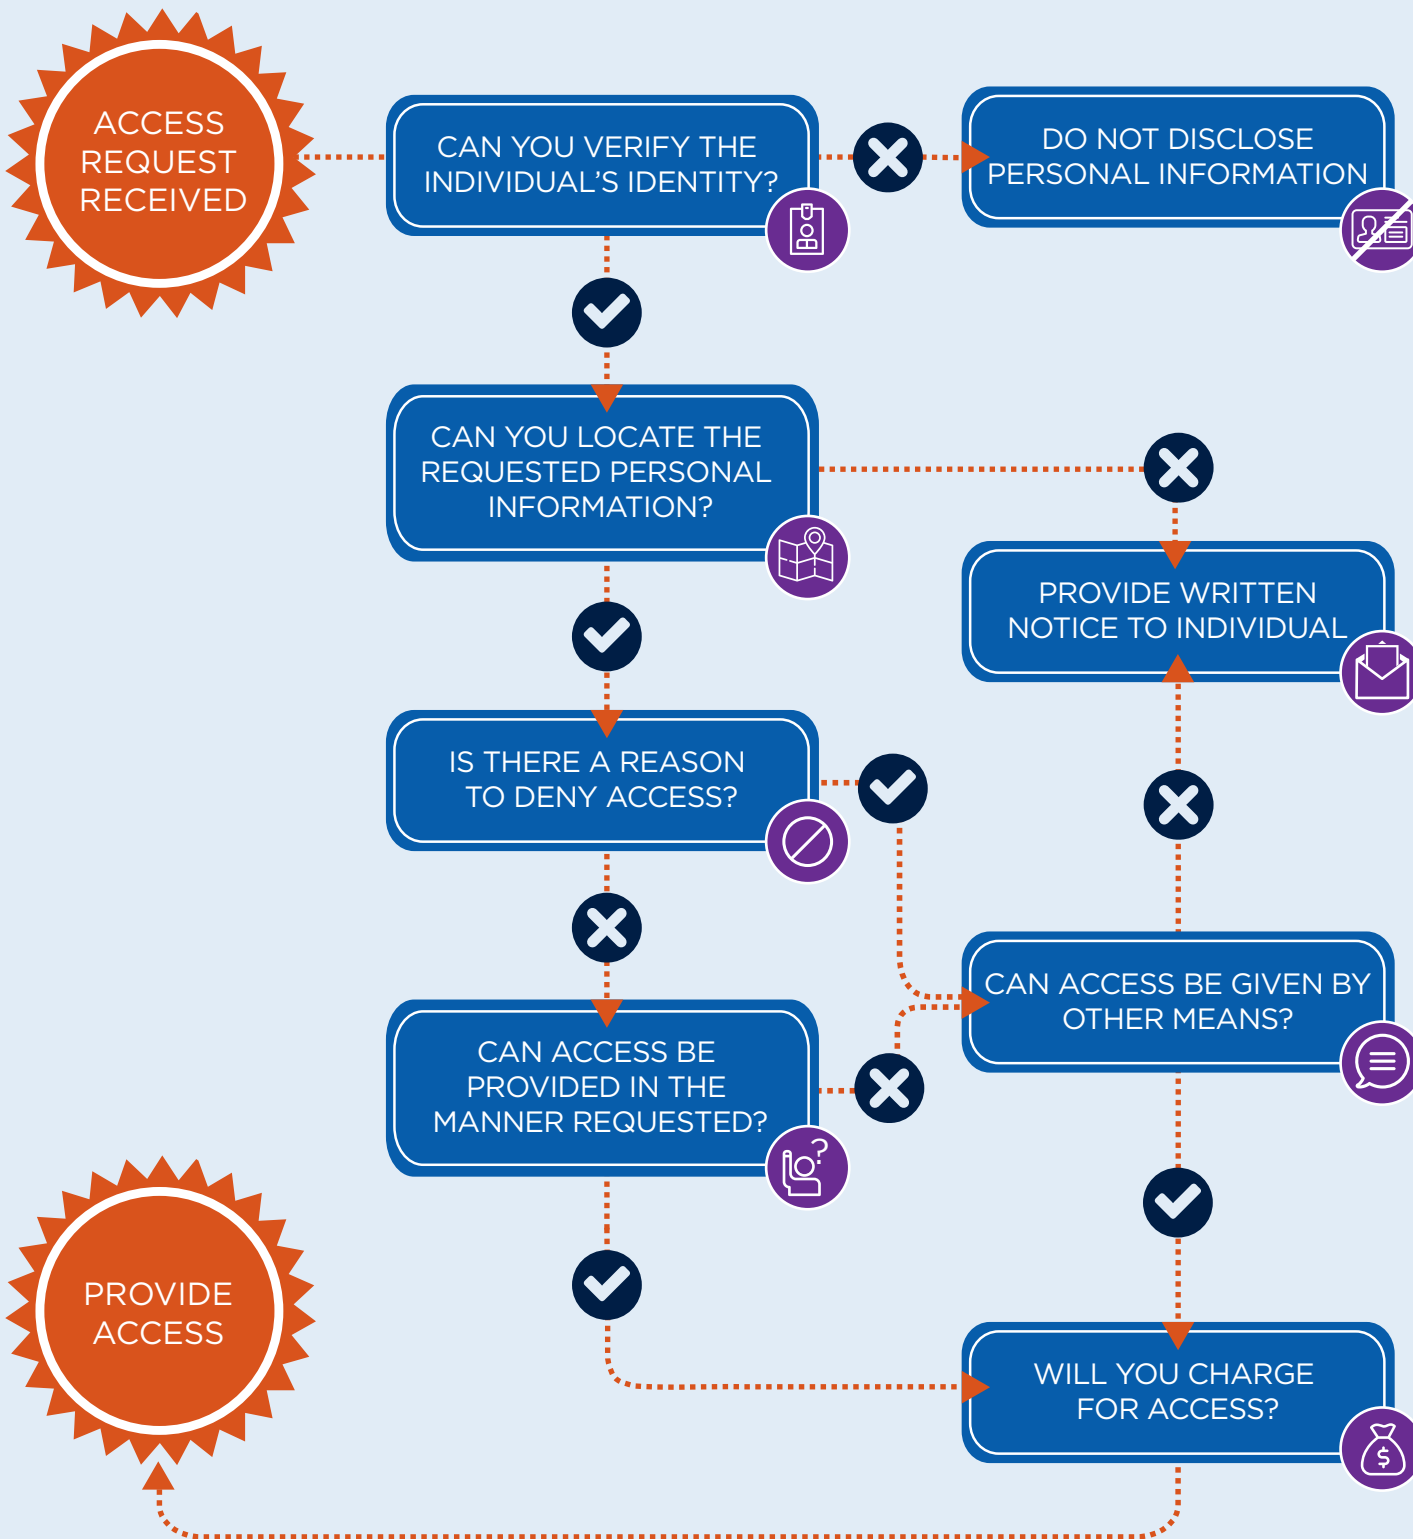 ACCESS
REQUEST
RECEIVED
CAN YOU VERIFY THE
INDIVIDUAL'S IDENTITY?
DO NOT DISCLOSE
PERSONAL INFORMATION
CAN YOU LOCATE THE
REQUESTED PERSONAL
INFORMATION?
PROVIDE WRITTEN
NOTICE TO INDIVIDUAL
IS THERE A REASON
TO DENY ACCESS?
CAN ACCESS BE GIVEN BY
OTHER MEANS?
CAN ACCESS BE
PROVIDED IN THE
MANNER REQUESTED?
?
PROVIDE
ACCESS
WILL YOU CHARGE
FOR ACCESS?
$